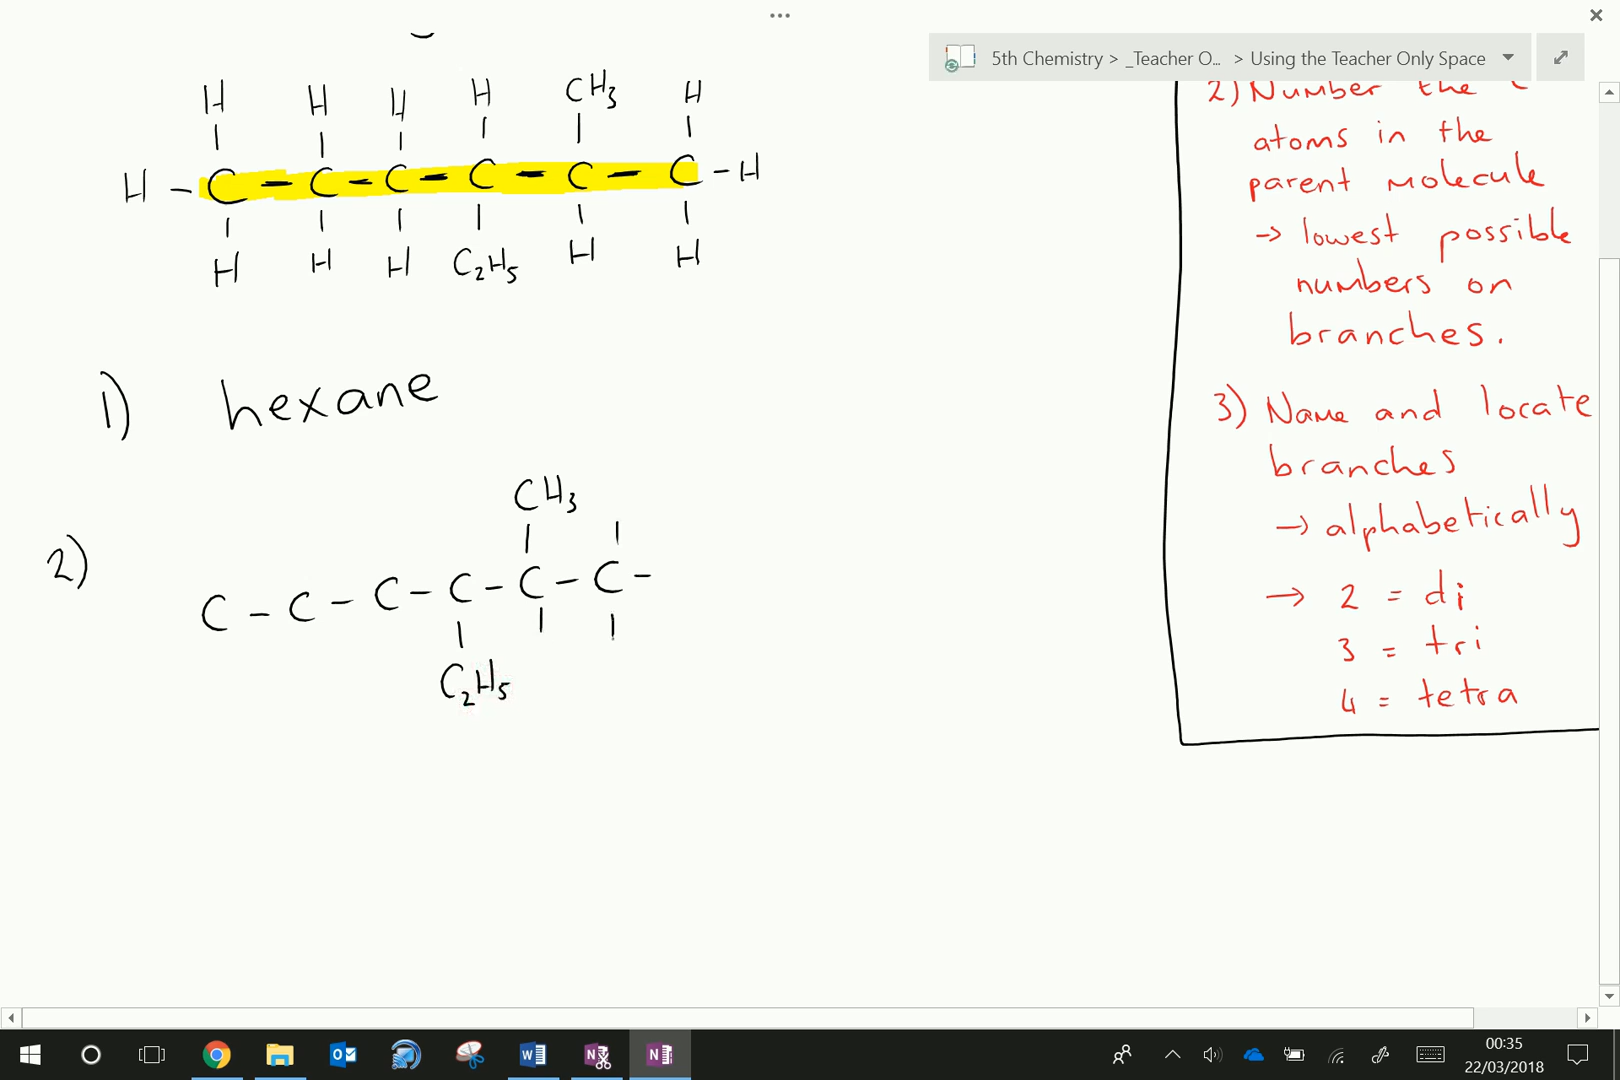 5th Chemistry > _Teacher O... > Using the Teacher Only Space
H H H H CH₃ H
H - C - C - C - C - C - C - H
H H H C₂H₅ H H
1) hexane
2)
CH₃
C - C - C - C - C - C -
C₂H₅
2) Number the C
atoms in the
parent molecule
→ lowest possible
numbers on
branches.
3) Name and locate
branches
→ alphabetically
→ 2 = di
3 = tri
4 = tetra
00:35
22/03/2018